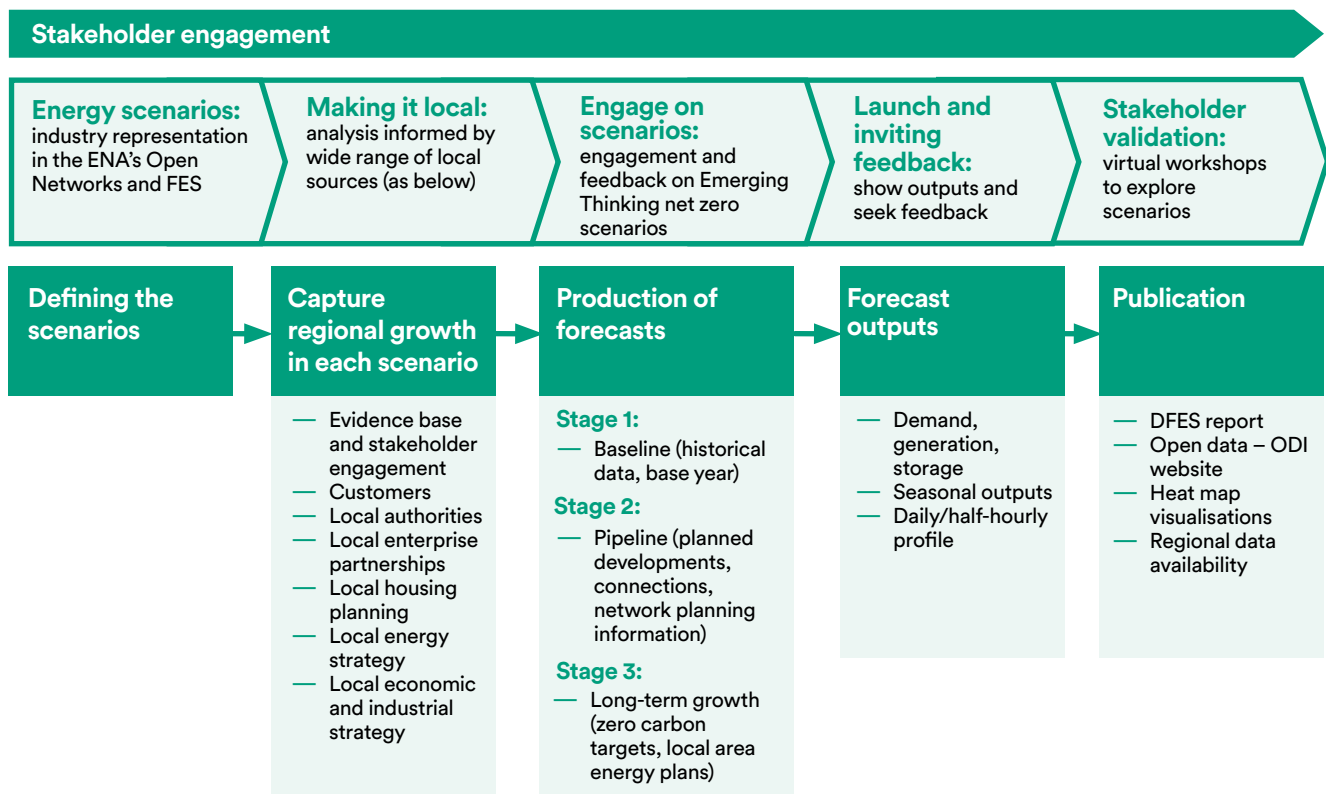 Stakeholder engagement
Energy scenarios:
industry representation
in the ENA’s Open
Networks and FES
Making it local:
analysis informed by
wide range of local
sources (as below)
Engage on
scenarios:
engagement and
feedback on Emerging
Thinking net zero
scenarios
Launch and
inviting
feedback:
show outputs and
seek feedback
Stakeholder
validation:
virtual workshops
to explore
scenarios
Defining the
scenarios
Capture
regional growth
in each scenario
— Evidence base
and stakeholder
engagement
— Customers
— Local authorities
— Local enterprise
partnerships
— Local housing
planning
— Local energy
strategy
— Local economic
and industrial
strategy
Production of
forecasts
Stage 1:
— Baseline (historical
data, base year)
Stage 2:
— Pipeline (planned
developments,
connections,
network planning
information)
Stage 3:
— Long-term growth
(zero carbon
targets, local area
energy plans)
Forecast
outputs
— Demand,
generation,
storage
— Seasonal outputs
— Daily/half-hourly
profile
Publication
— DFES report
— Open data – ODI
website
— Heat map
visualisations
— Regional data
availability